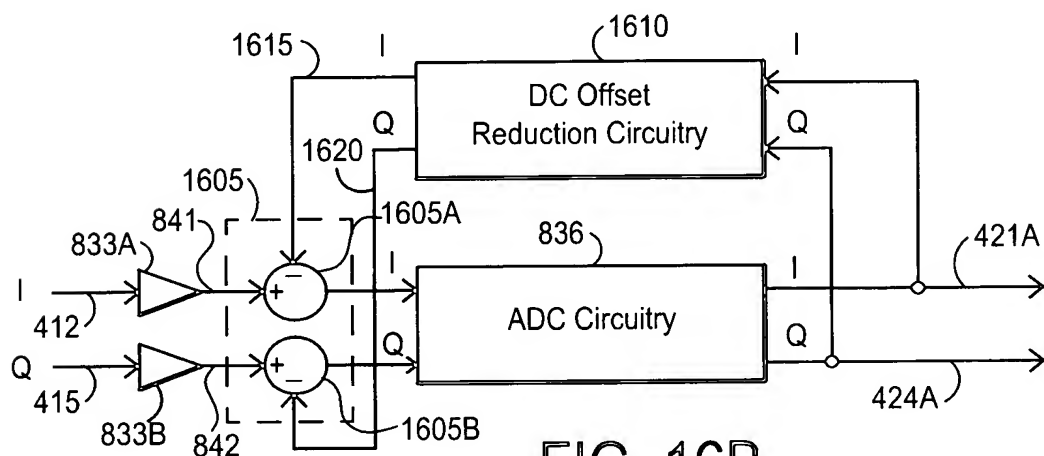 1615
I
1610
I
DC Offset
Reduction Circuitry
Q
Q
1620
1605
1605A
841
833A
836
421A
I
+
−
I
I
412
ADC Circuitry
Q
+
−
Q
Q
415
833B
842
1605B
424A
FIG. 16B